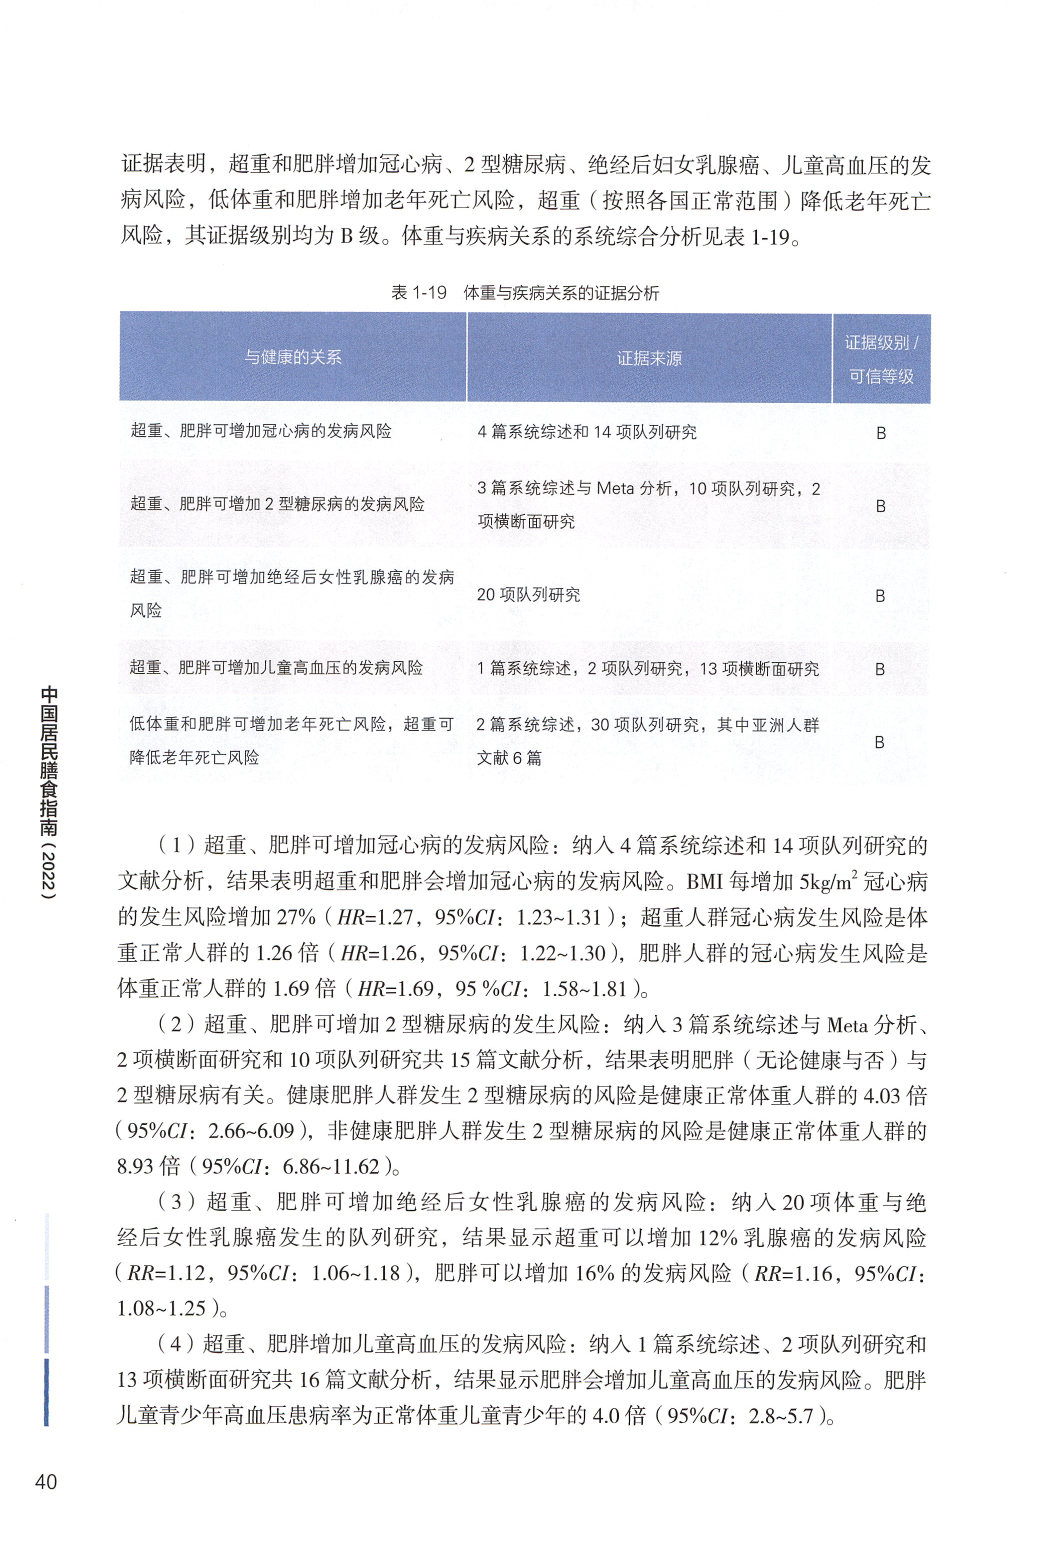 证据表明，超重和肥胖增加冠心病、2 型糖尿病、绝经后妇女乳腺癌、儿童高血压的发
病风险，低体重和肥胖增加老年死亡风险，超重（按照各国正常范围）降低老年死亡
风险，其证据级别均为 B 级。体重与疾病关系的系统综合分析见表 1-19。
表 1-19　体重与疾病关系的证据分析
与健康的关系
证据来源
证据级别 /
可信等级
超重、肥胖可增加冠心病的发病风险
4 篇系统综述和 14 项队列研究
B
超重、肥胖可增加 2 型糖尿病的发病风险
3 篇系统综述与 Meta 分析，10 项队列研究，2
项横断面研究
B
超重、肥胖可增加绝经后女性乳腺癌的发病
风险
20 项队列研究
B
超重、肥胖可增加儿童高血压的发病风险
1 篇系统综述，2 项队列研究，13 项横断面研究
B
低体重和肥胖可增加老年死亡风险，超重可
降低老年死亡风险
2 篇系统综述，30 项队列研究，其中亚洲人群
文献 6 篇
B
（1）超重、肥胖可增加冠心病的发病风险：纳入 4 篇系统综述和 14 项队列研究的
文献分析，结果表明超重和肥胖会增加冠心病的发病风险。BMI 每增加 5kg/m² 冠心病
的发生风险增加 27%（HR=1.27，95%CI：1.23~1.31）；超重人群冠心病发生风险是体
重正常人群的 1.26 倍（HR=1.26，95%CI：1.22~1.30），肥胖人群的冠心病发生风险是
体重正常人群的 1.69 倍（HR=1.69，95 %CI：1.58~1.81）。
（2）超重、肥胖可增加 2 型糖尿病的发生风险：纳入 3 篇系统综述与 Meta 分析、
2 项横断面研究和 10 项队列研究共 15 篇文献分析，结果表明肥胖（无论健康与否）与
2 型糖尿病有关。健康肥胖人群发生 2 型糖尿病的风险是健康正常体重人群的 4.03 倍
（95%CI：2.66~6.09），非健康肥胖人群发生 2 型糖尿病的风险是健康正常体重人群的
8.93 倍（95%CI：6.86~11.62）。
（3）超重、肥胖可增加绝经后女性乳腺癌的发病风险：纳入 20 项体重与绝
经后女性乳腺癌发生的队列研究，结果显示超重可以增加 12% 乳腺癌的发病风险
（RR=1.12，95%CI：1.06~1.18），肥胖可以增加 16% 的发病风险（RR=1.16，95%CI：
1.08~1.25）。
（4）超重、肥胖增加儿童高血压的发病风险：纳入 1 篇系统综述、2 项队列研究和
13 项横断面研究共 16 篇文献分析，结果显示肥胖会增加儿童高血压的发病风险。肥胖
儿童青少年高血压患病率为正常体重儿童青少年的 4.0 倍（95%CI：2.8~5.7）。
中国居民膳食指南（2022）
40